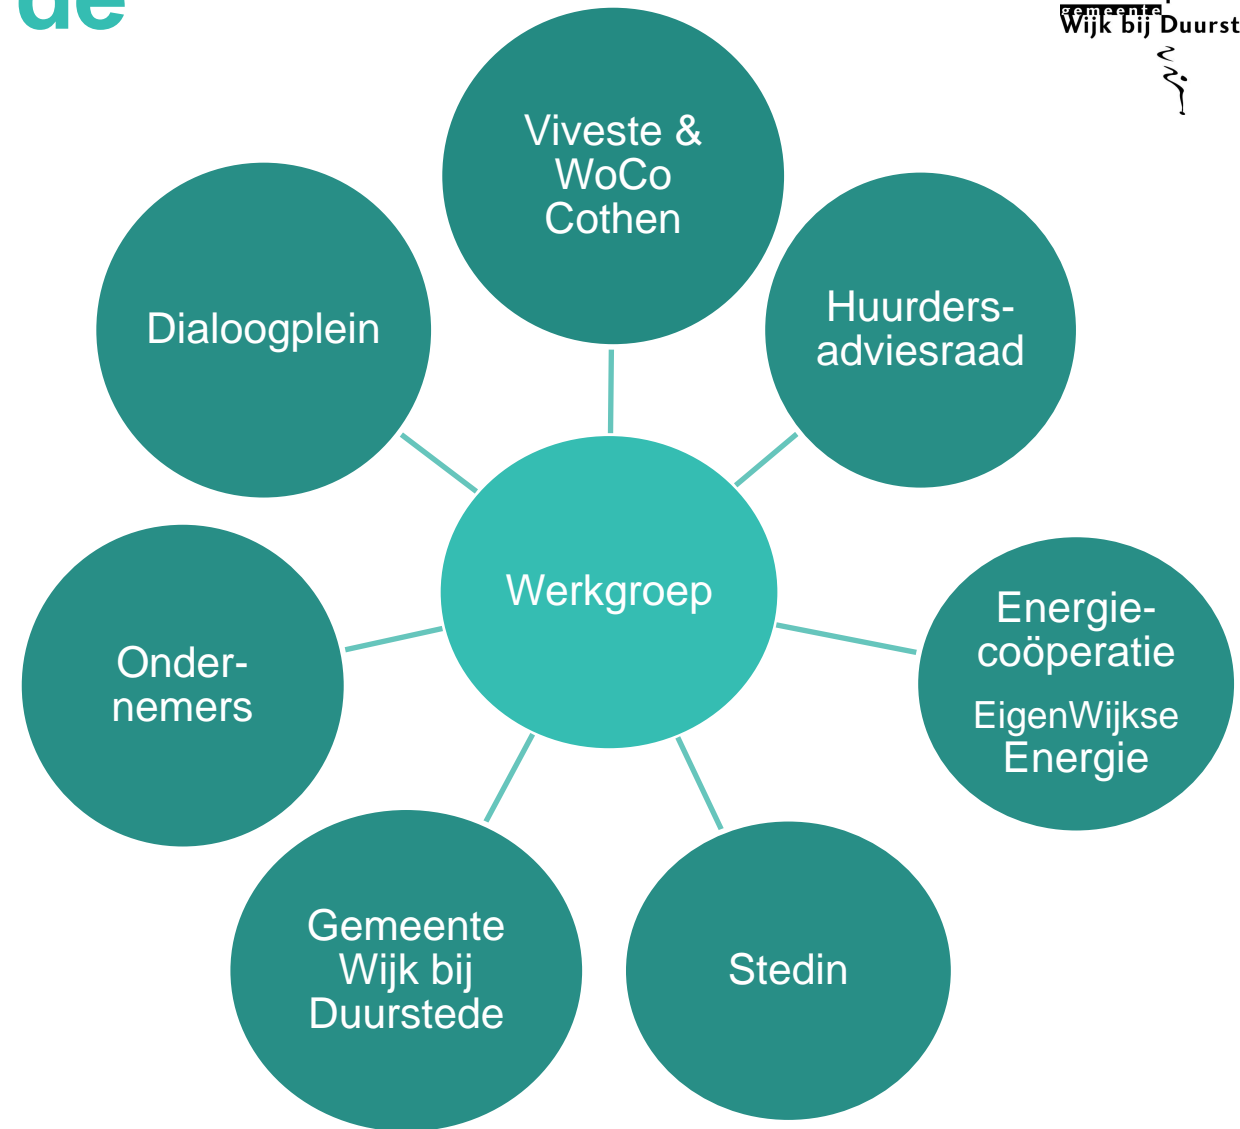 de
gemeente
Wijk bij Duurst
Viveste &
WoCo
Cothen
Huurders-
adviesraad
Dialoogplein
Werkgroep
Energie-
coöperatie
EigenWijkse
Energie
Onder-
nemers
Gemeente
Wijk bij
Duurstede
Stedin